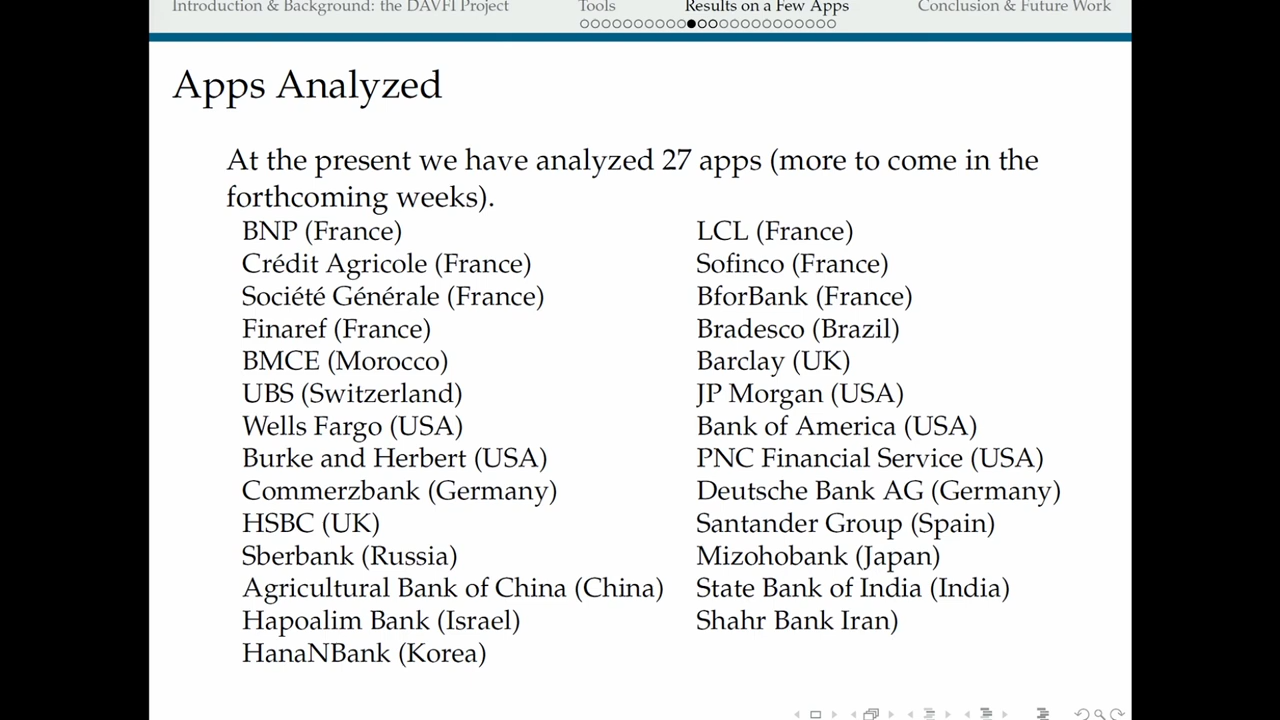 Introduction & Background: the DAVFI Project Tools Results on a Few Apps Conclusion & Future Work
Apps Analyzed
At the present we have analyzed 27 apps (more to come in the
forthcoming weeks).
BNP (France) LCL (France)
Crédit Agricole (France) Sofinco (France)
Société Générale (France) BforBank (France)
Finaref (France) Bradesco (Brazil)
BMCE (Morocco) Barclay (UK)
UBS (Switzerland) JP Morgan (USA)
Wells Fargo (USA) Bank of America (USA)
Burke and Herbert (USA) PNC Financial Service (USA)
Commerzbank (Germany) Deutsche Bank AG (Germany)
HSBC (UK) Santander Group (Spain)
Sberbank (Russia) Mizohobank (Japan)
Agricultural Bank of China (China) State Bank of India (India)
Hapoalim Bank (Israel) Shahr Bank Iran)
HanaNBank (Korea)